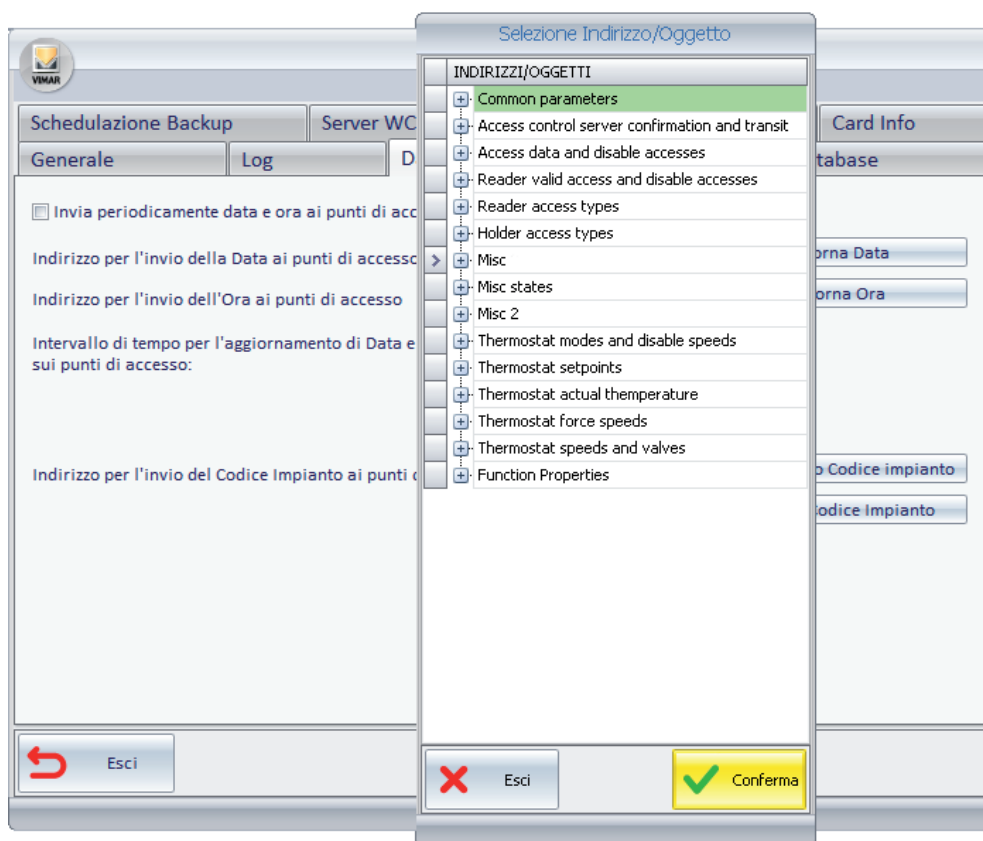 Selezione Indirizzo/Oggetto
VIMAR
INDIRIZZI/OGGETTI
Common parameters
Access control server confirmation and transit
Access data and disable accesses
Reader valid access and disable accesses
Reader access types
Holder access types
Misc
Misc states
Misc 2
Thermostat modes and disable speeds
Thermostat setpoints
Thermostat actual themperature
Thermostat force speeds
Thermostat speeds and valves
Function Properties
Esci
Conferma
Schedulazione Backup
Server WC
Card Info
Generale
Log
D
tabase
Invia periodicamente data e ora ai punti di acc
Indirizzo per l'invio della Data ai punti di accesso
orna Data
Indirizzo per l'invio dell'Ora ai punti di accesso
orna Ora
Intervallo di tempo per l'aggiornamento di Data e
sui punti di accesso:
Indirizzo per l'invio del Codice Impianto ai punti
o Codice impianto
Codice Impianto
Esci